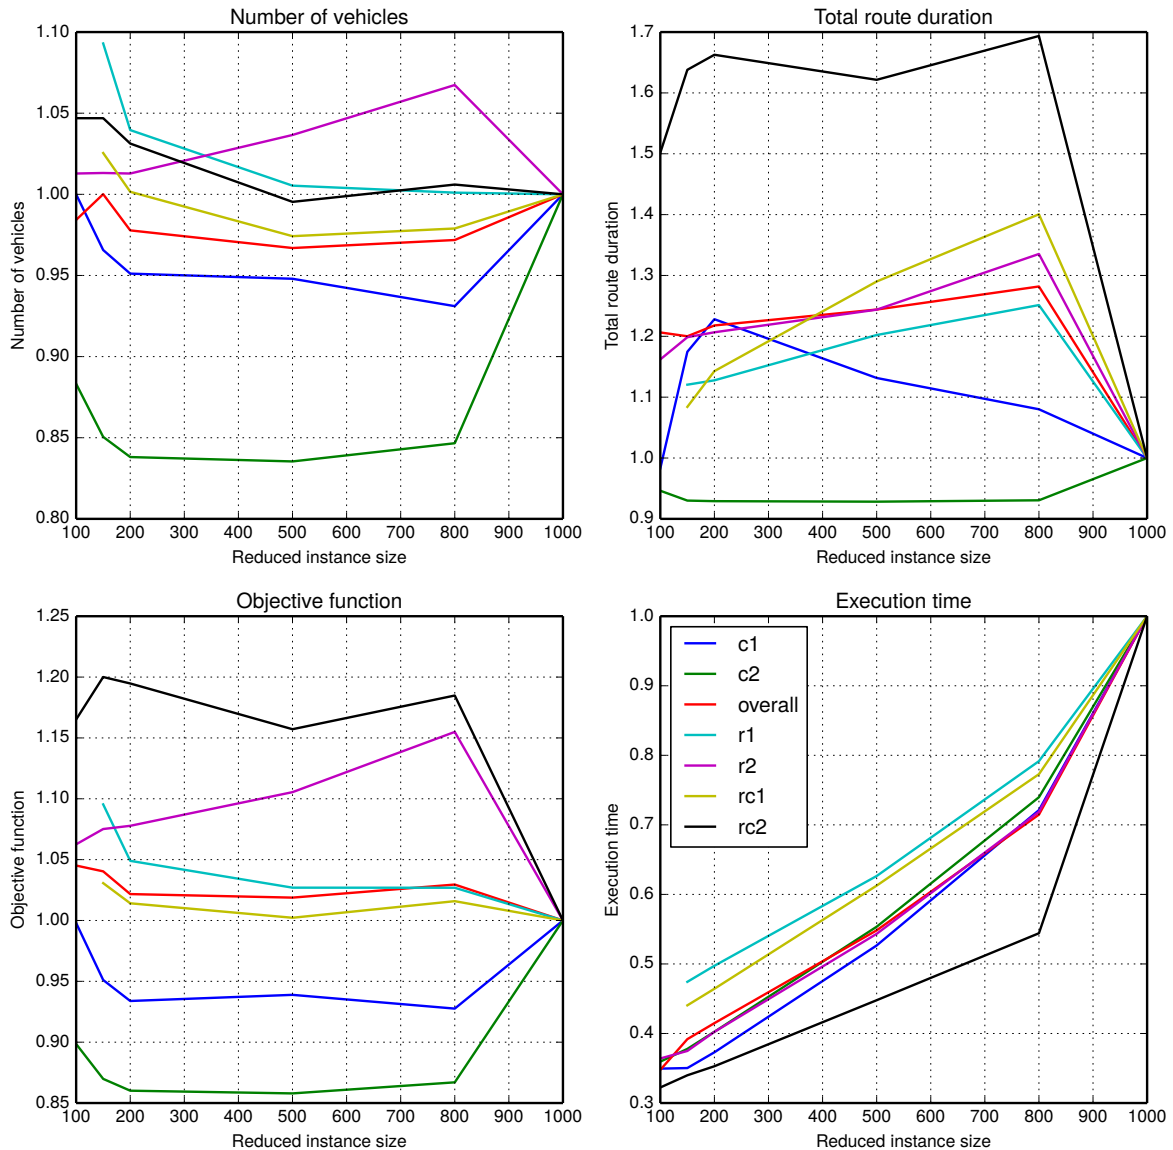 Number of vehicles
1.10
1.05
1.00
0.95
0.90
0.85
0.80
Number of vehicles
100 200 300 400 500 600 700 800 900 1000
Reduced instance size
Total route duration
1.7
1.6
1.5
1.4
1.3
1.2
1.1
1.0
0.9
Total route duration
100 200 300 400 500 600 700 800 900 1000
Reduced instance size
Objective function
1.25
1.20
1.15
1.10
1.05
1.00
0.95
0.90
0.85
Objective function
100 200 300 400 500 600 700 800 900 1000
Reduced instance size
Execution time
1.0
0.9
0.8
0.7
0.6
0.5
0.4
0.3
Execution time
c1
c2
overall
r1
r2
rc1
rc2
100 200 300 400 500 600 700 800 900 1000
Reduced instance size